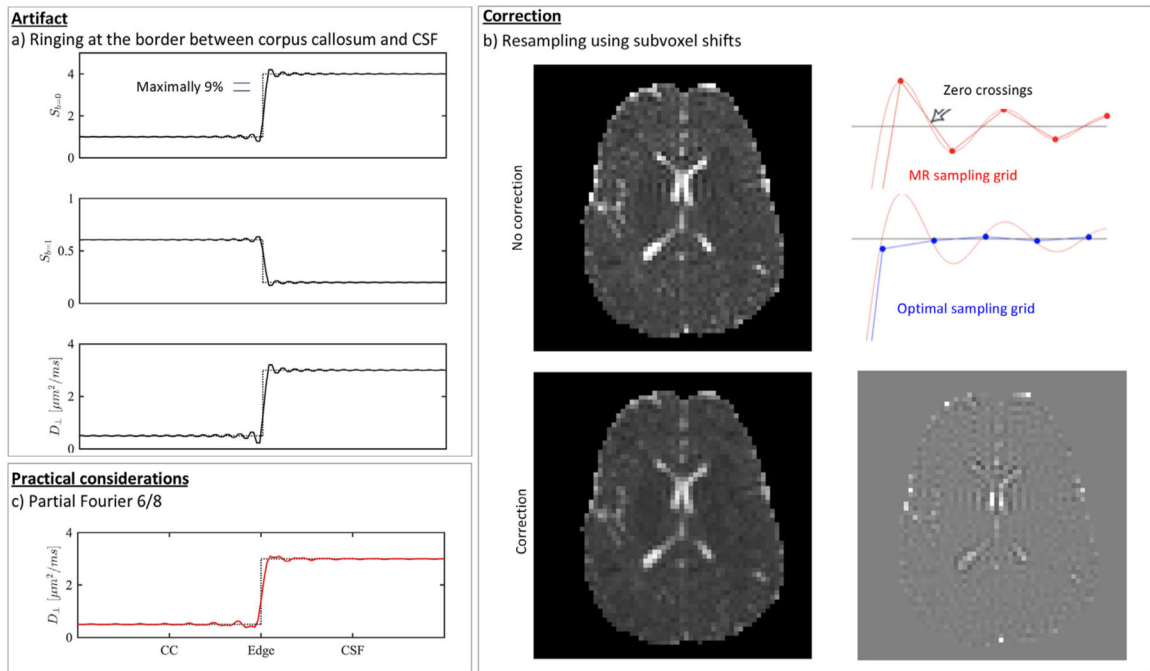 Artifact
a) Ringing at the border between corpus callosum and CSF
4
Maximally 9%
2
0
S_{b=0}
1
0.5
0
S_{b=1}
4
2
0
D_⊥ [μm²/ms]
Practical considerations
c) Partial Fourier 6/8
4
2
0
D_⊥ [μm²/ms]
CC Edge CSF
Correction
b) Resampling using subvoxel shifts
No correction
Zero crossings
MR sampling grid
Optimal sampling grid
Correction